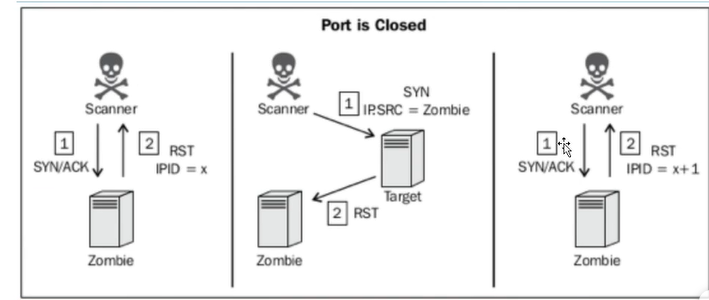 Port is Closed
Scanner
1
2
SYN/ACK
RST
IPID = x
Zombie
Scanner
1
SYN
IP.SRC = Zombie
Target
2 RST
Zombie
Scanner
1
2
SYN/ACK
RST
IPID = x+1
Zombie